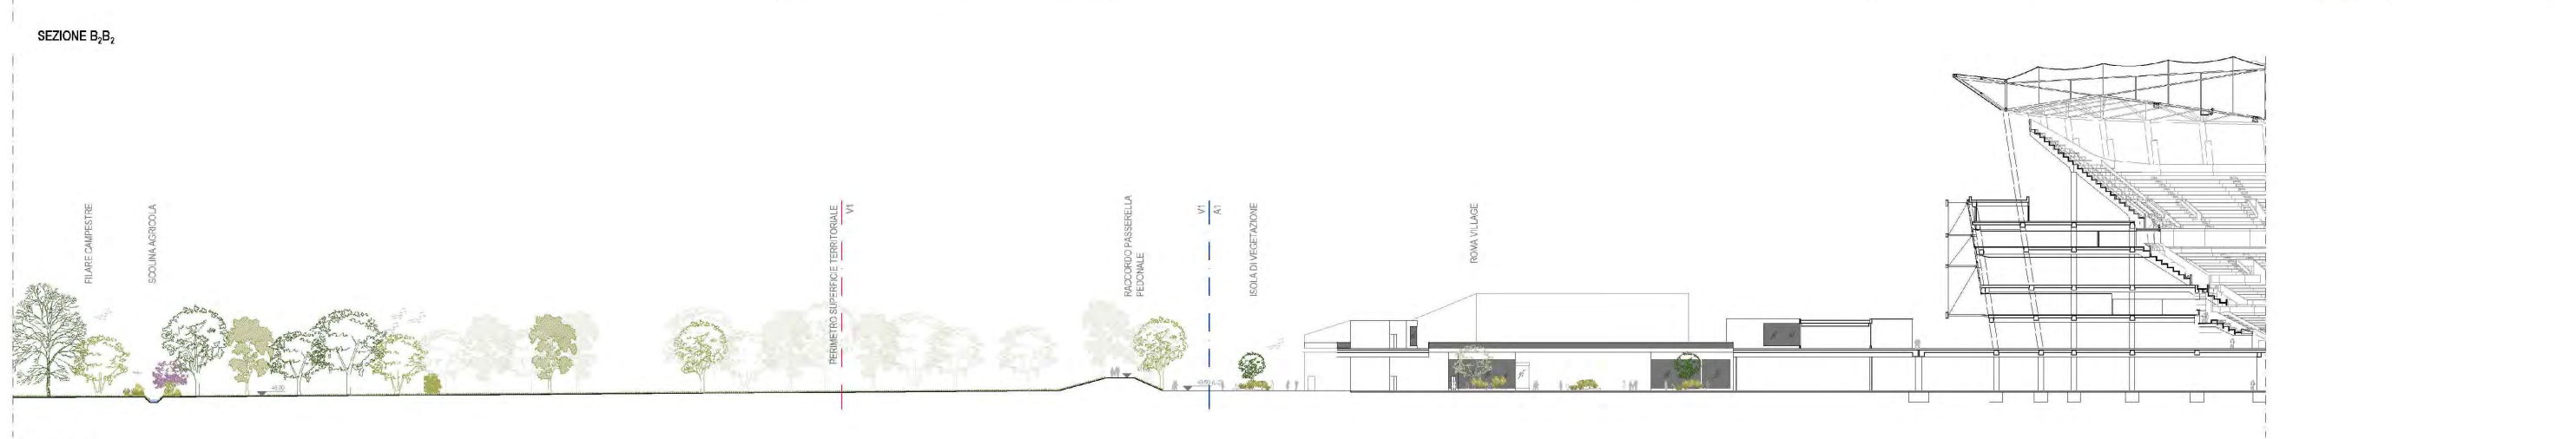 SEZIONE B₂B₂
FILARE CAMPESTRE
SCOLINA AGRICOLA
PERIMETRO SUPERFICIE TERRITORIALE
V1
RACCORDO PASSERELLA
PEDONALE
V1
A1
ISOLA DI VEGETAZIONE
ROMA VILLAGE